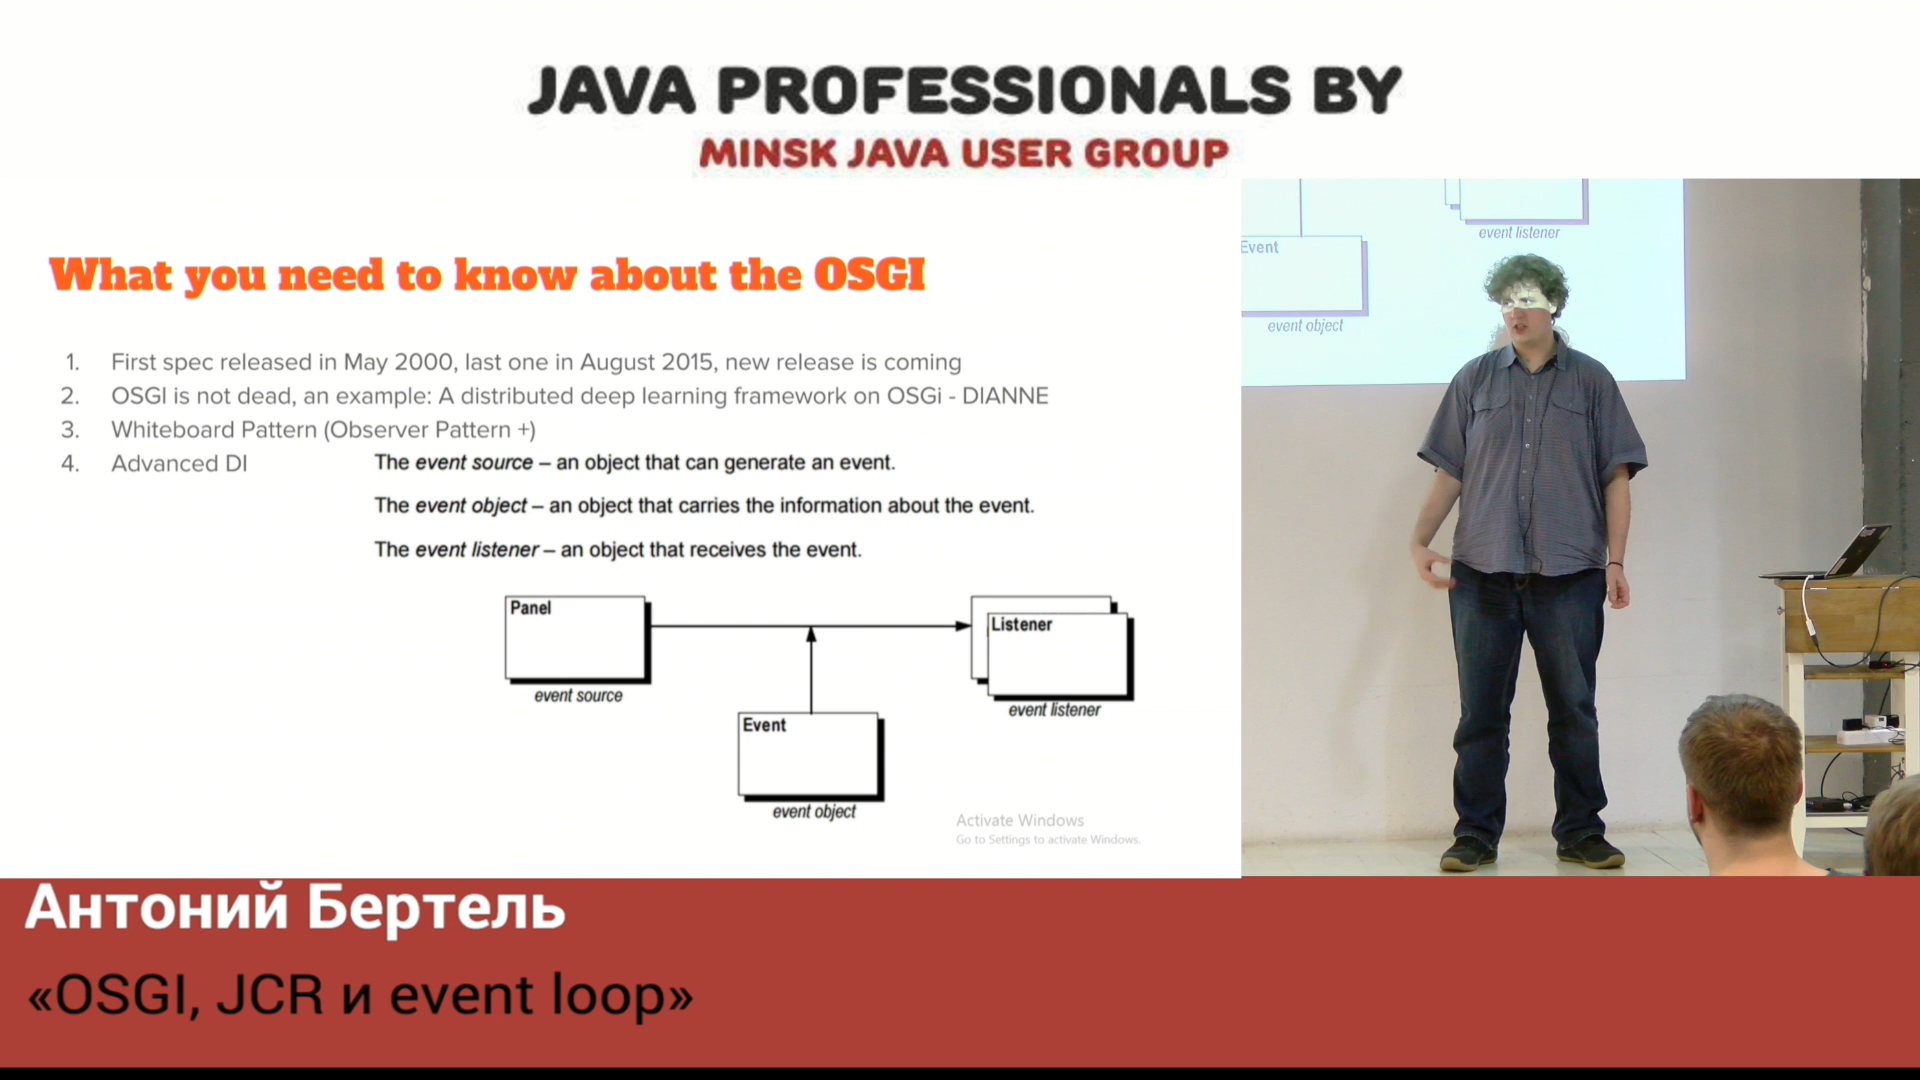 JAVA PROFESSIONALS BY
MINSK JAVA USER GROUP
What you need to know about the OSGI
1. First spec released in May 2000, last one in August 2015, new release is coming
2. OSGI is not dead, an example: A distributed deep learning framework on OSGi - DIANNE
3. Whiteboard Pattern (Observer Pattern +)
4. Advanced DI
The event source – an object that can generate an event.
The event object – an object that carries the information about the event.
The event listener – an object that receives the event.
Panel
event source
Listener
event listener
Event
event object
Activate Windows
Go to Settings to activate Windows.
event listener
Event
event object
Антоний Бертель
«OSGI, JCR и event loop»